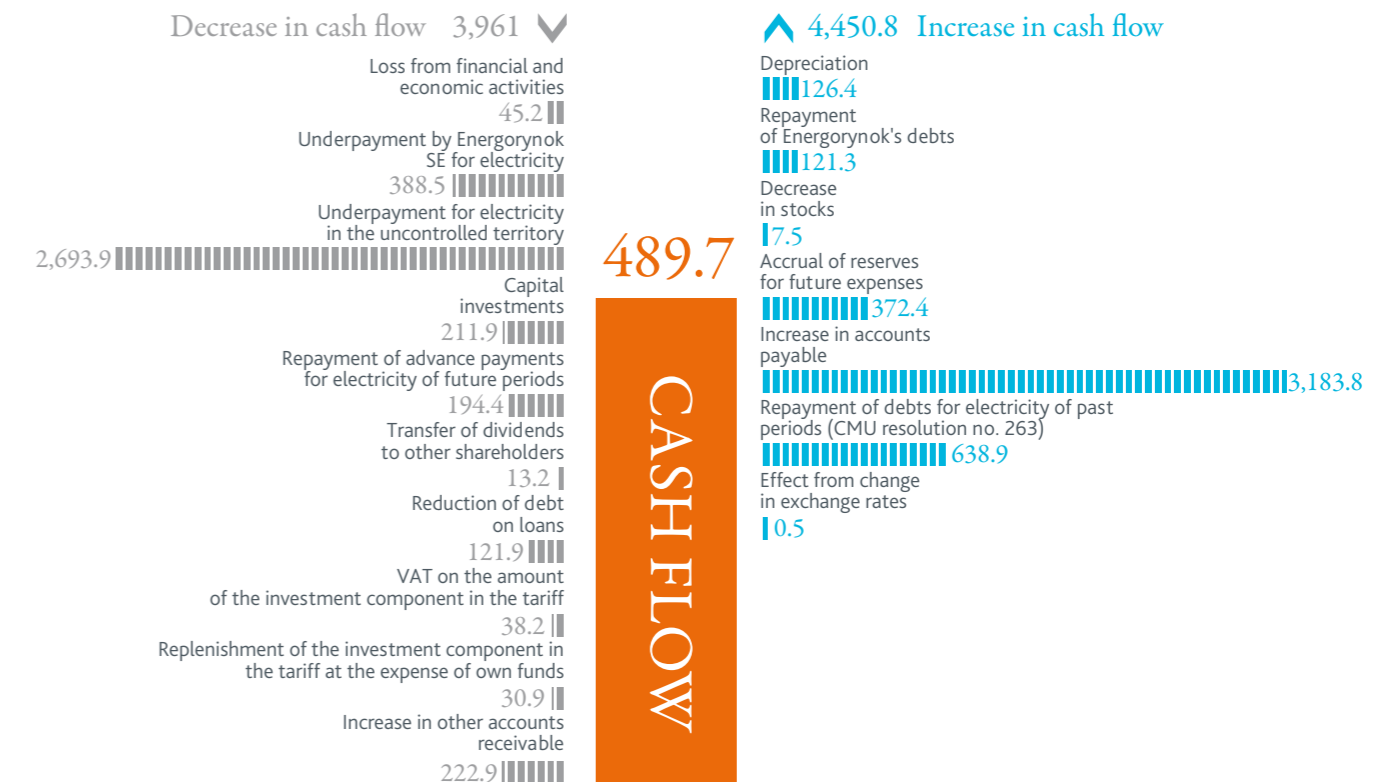 Decrease in cash flow 3,961
Loss from financial and
economic activities
45.2
Underpayment by Energorynok
SE for electricity
388.5
Underpayment for electricity
in the uncontrolled territory
2,693.9
Capital
investments
211.9
Repayment of advance payments
for electricity of future periods
194.4
Transfer of dividends
to other shareholders
13.2
Reduction of debt
on loans
121.9
VAT on the amount
of the investment component in the tariff
38.2
Replenishment of the investment component in
the tariff at the expense of own funds
30.9
Increase in other accounts
receivable
222.9
489.7
CASH FLOW
4,450.8 Increase in cash flow
Depreciation
126.4
Repayment
of Energorynok's debts
121.3
Decrease
in stocks
7.5
Accrual of reserves
for future expenses
372.4
Increase in accounts
payable
3,183.8
Repayment of debts for electricity of past
periods (CMU resolution no. 263)
638.9
Effect from change
in exchange rates
0.5